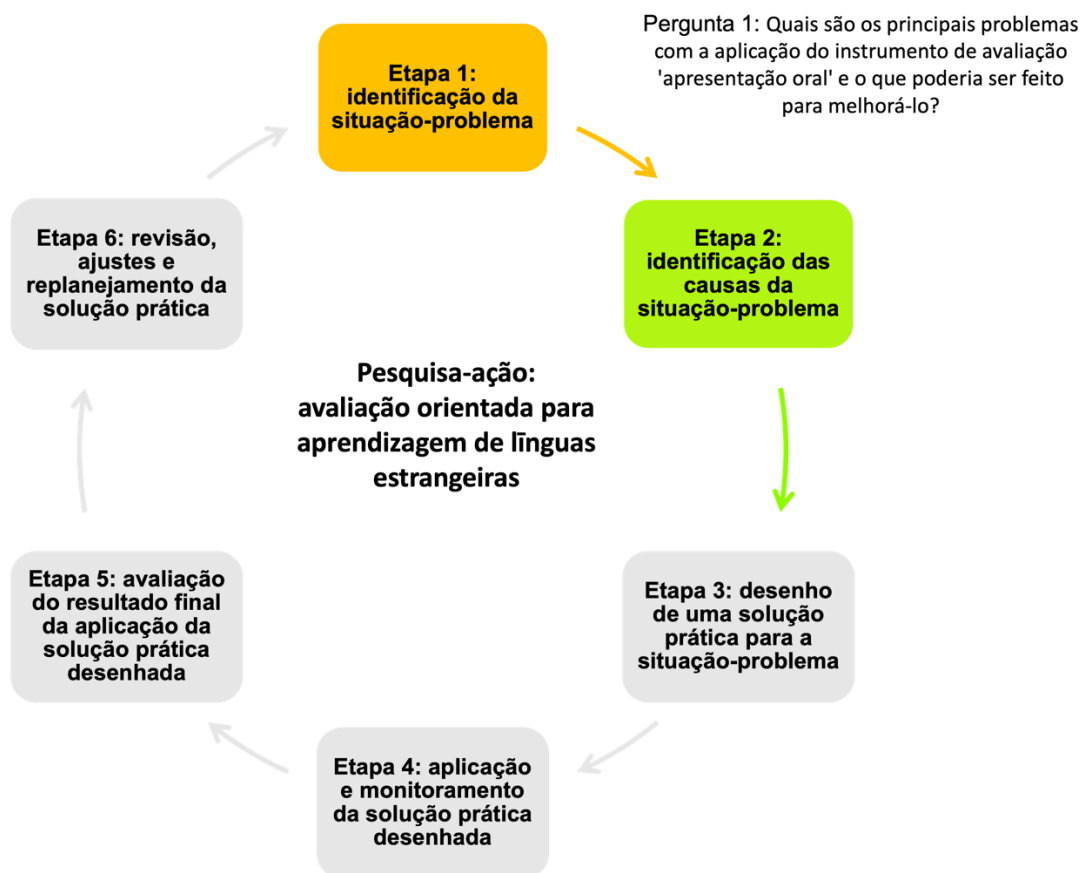 Pergunta 1: Quais são os principais problemas
com a aplicação do instrumento de avaliação
'apresentação oral' e o que poderia ser feito
para melhorá-lo?
Etapa 1:
identificação da
situação-problema
Etapa 2:
identificação das
causas da
situação-problema
Etapa 3: desenho
de uma solução
prática para a
situação-problema
Etapa 4: aplicação
e monitoramento
da solução prática
desenhada
Etapa 5: avaliação
do resultado final
da aplicação da
solução prática
desenhada
Etapa 6: revisão,
ajustes e
replanejamento da
solução prática
Pesquisa-ação:
avaliação orientada para
aprendizagem de līnguas
estrangeiras